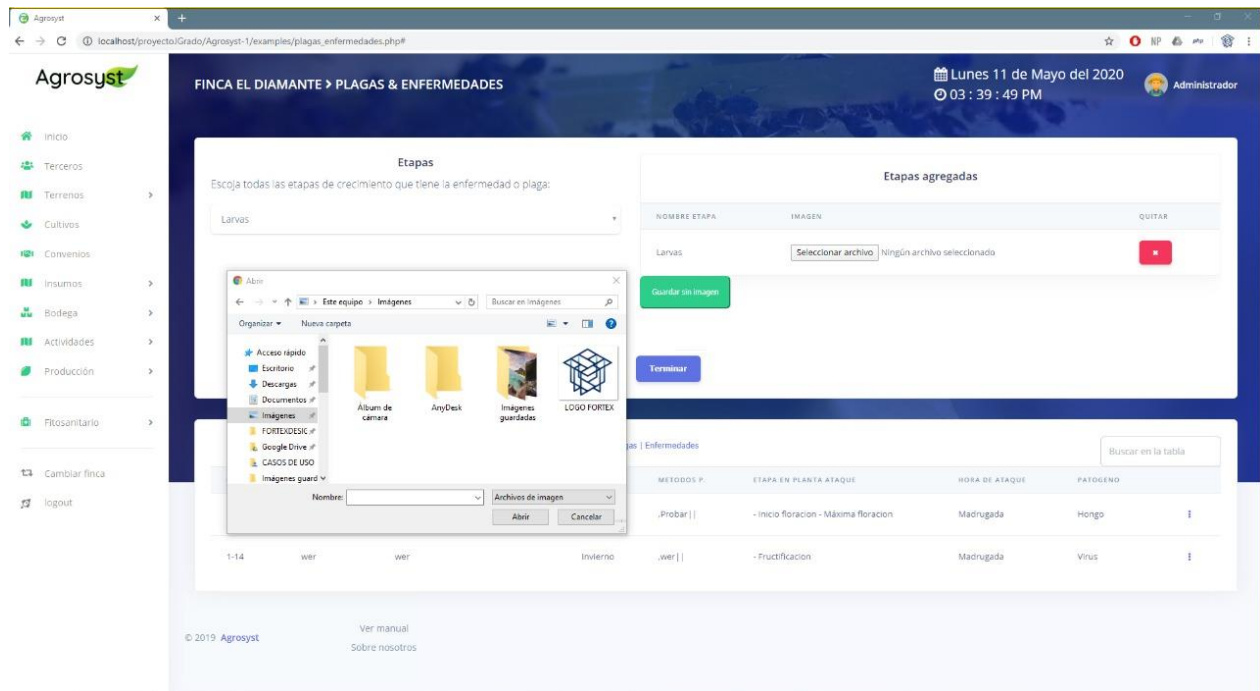 Agrosyst
localhost/proyectoJGrado/Agrosyst-1/examples/plagas_enfermedades.php#
NP
Agrosyst
FINCA EL DIAMANTE > PLAGAS & ENFERMEDADES
Lunes 11 de Mayo del 2020
03 : 39 : 49 PM
Administrador
Inicio
Terceros
Terrenos
Cultivos
Convenios
Insumos
Bodega
Actividades
Producción
Fitosanitario
Cambiar finca
logout
Etapas
Escoja todas las etapas de crecimiento que tiene la enfermedad o plaga:
Larvas
Etapas agregadas
NOMBRE ETAPA IMAGEN QUITAR
Larvas Seleccionar archivo Ningún archivo seleccionado
Guardar sin imagen
Terminar
Abrir
Este equipo > Imágenes
Buscar en Imágenes
Organizar Nueva carpeta
Acceso rápido
Escritorio
Descargas
Documentos
Imágenes
FORTEXDESIC
Google Drive
CASOS DE USO
Imágenes guard
Álbum de cámara
AnyDesk
Imágenes guardadas
LOGO FORTEX
Nombre:
Archivos de imagen
Abrir Cancelar
| Enfermedades
Buscar en la tabla
METODOS P. ETAPA EN PLANTA ATAQUE HORA DE ATAQUE PATOGENO
.Probar|| - Inicio floracion - Máxima floracion Madrugada Hongo
1-14 wer wer Invierno .wer|| - Fructificacion Madrugada Virus
© 2019 Agrosyst
Ver manual
Sobre nosotros